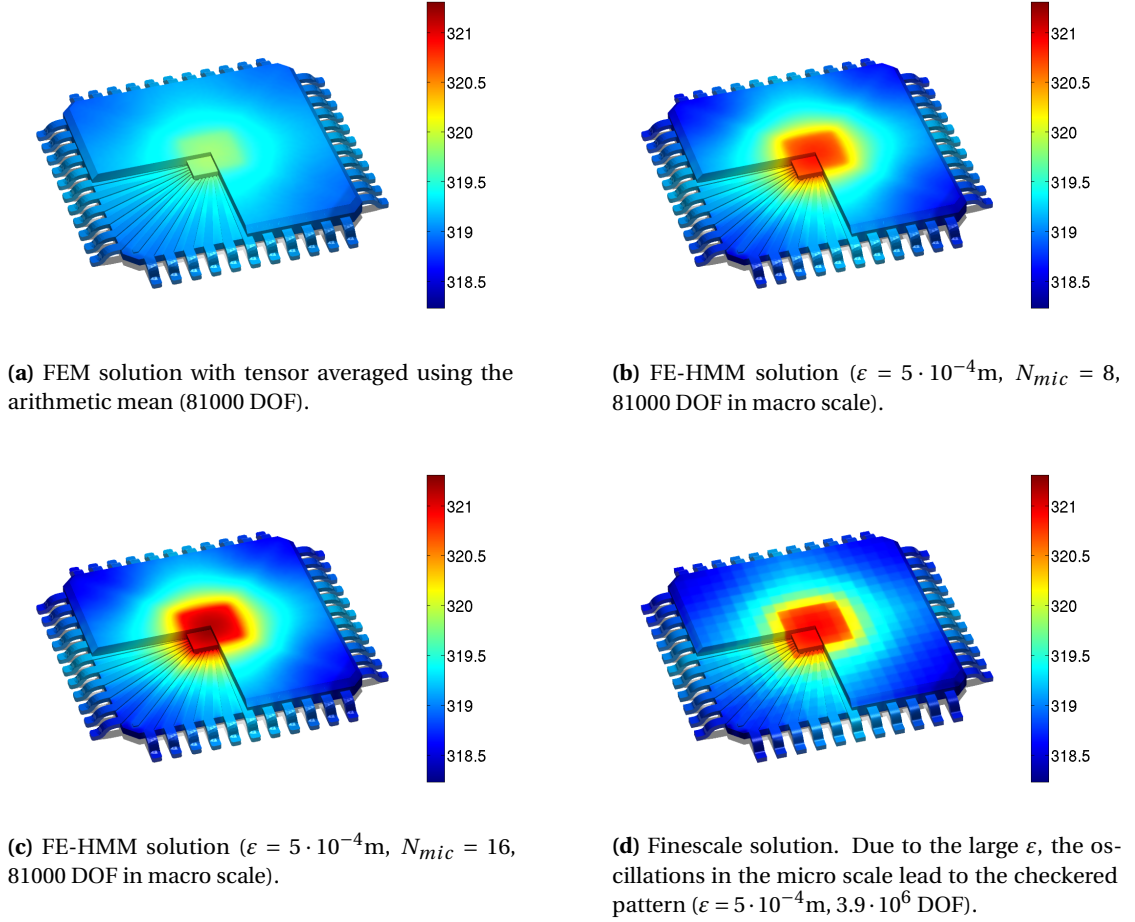 321
320.5
320
319.5
319
318.5
321
320.5
320
319.5
319
318.5
(a) FEM solution with tensor averaged using the
arithmetic mean (81000 DOF).
(b) FE-HMM solution (ε = 5 · 10⁻⁴m, Nₘᵢ𝒸 = 8,
81000 DOF in macro scale).
321
320.5
320
319.5
319
318.5
321
320.5
320
319.5
319
318.5
(c) FE-HMM solution (ε = 5 · 10⁻⁴m, Nₘᵢ𝒸 = 16,
81000 DOF in macro scale).
(d) Finescale solution. Due to the large ε, the os-
cillations in the micro scale lead to the checkered
pattern (ε = 5 · 10⁻⁴m, 3.9 · 10⁶ DOF).